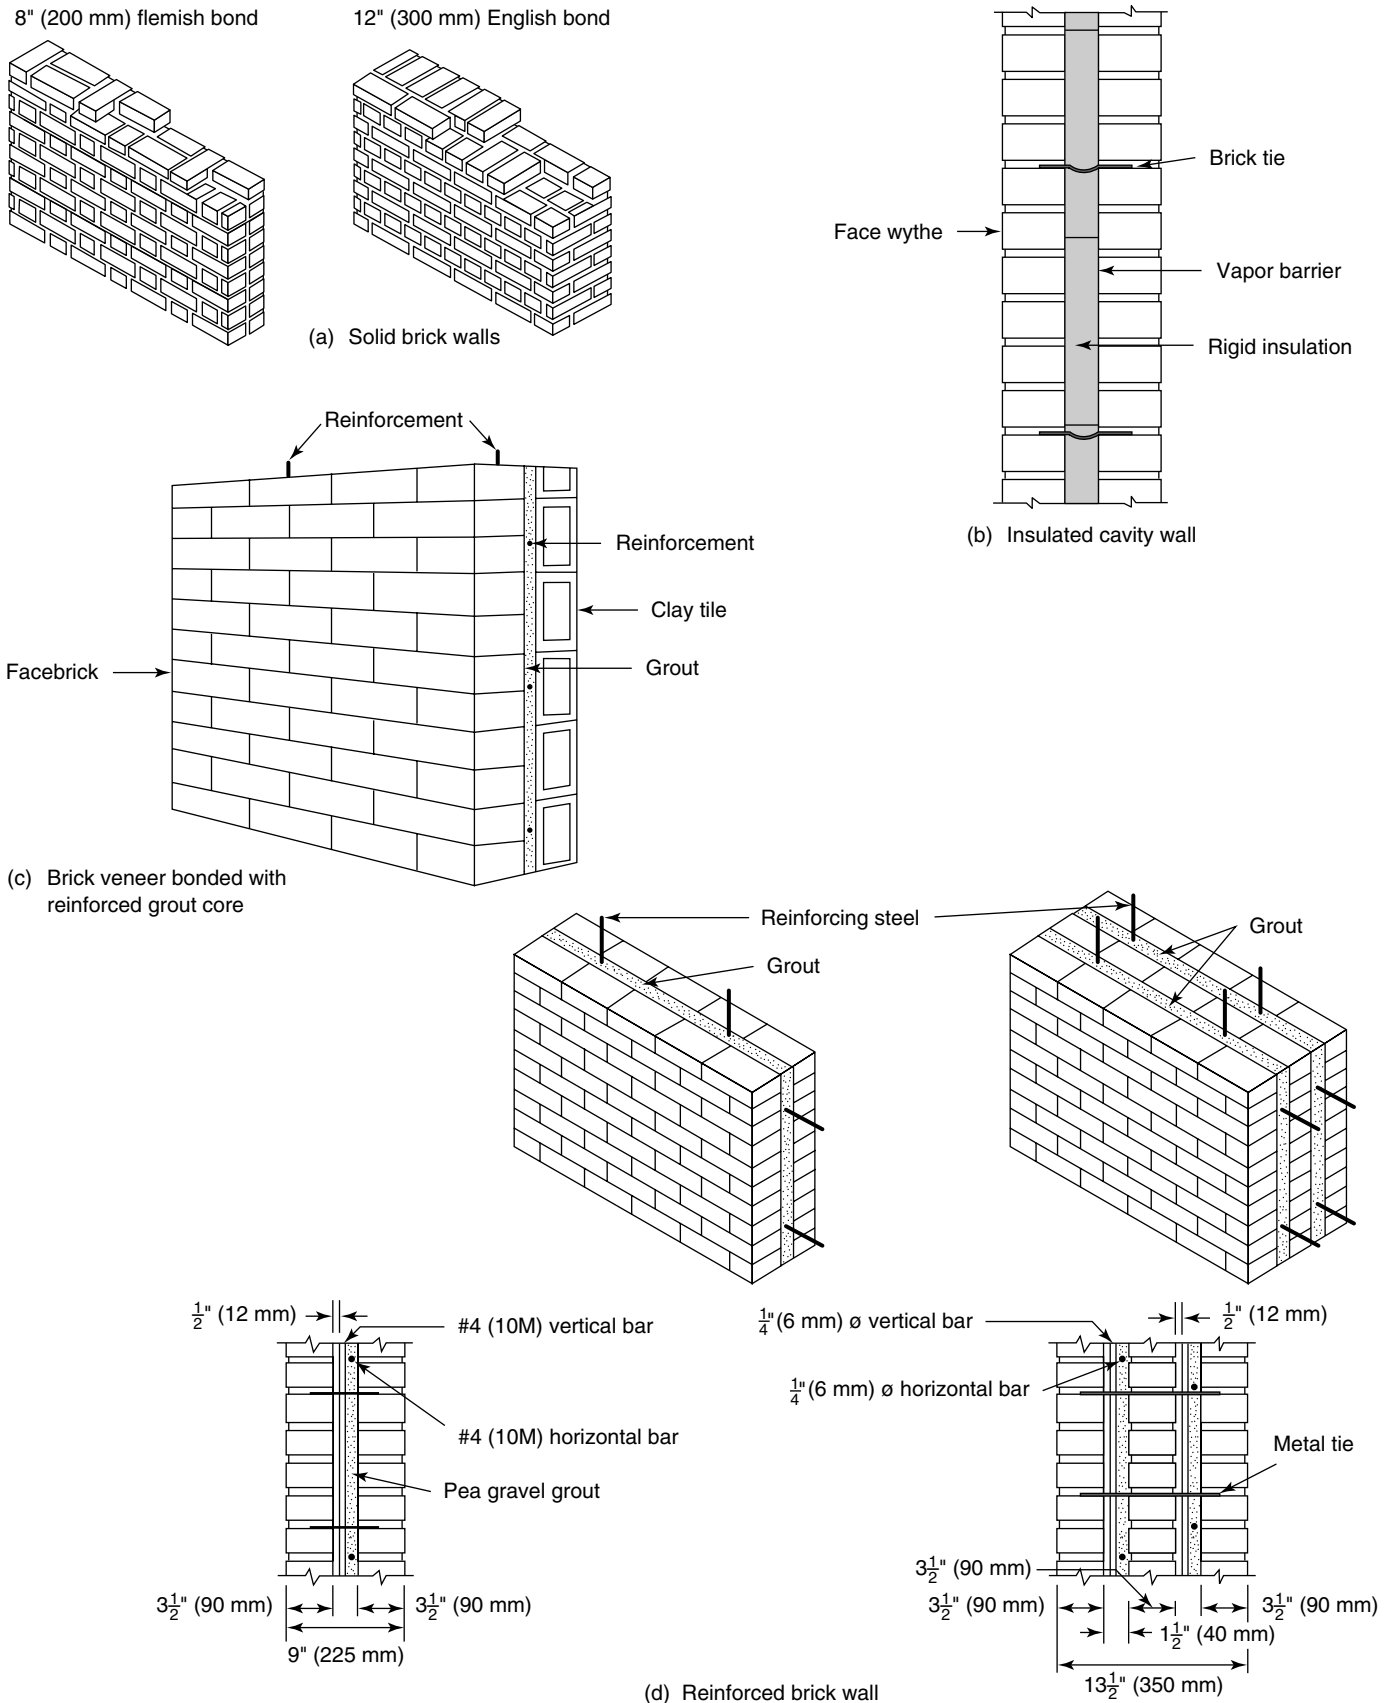 8" (200 mm) flemish bond
12" (300 mm) English bond
(a) Solid brick walls
Brick tie
Face wythe
Vapor barrier
Rigid insulation
(b) Insulated cavity wall
Reinforcement
Reinforcement
Clay tile
Grout
Facebrick
(c) Brick veneer bonded with
reinforced grout core
Reinforcing steel
Grout
Grout
1/2" (12 mm)
#4 (10M) vertical bar
#4 (10M) horizontal bar
Pea gravel grout
3 1/2" (90 mm)
3 1/2" (90 mm)
9" (225 mm)
1/4" (6 mm) ø vertical bar
1/2" (12 mm)
1/4" (6 mm) ø horizontal bar
Metal tie
3 1/2" (90 mm)
3 1/2" (90 mm)
3 1/2" (90 mm)
1 1/2" (40 mm)
13 1/2" (350 mm)
(d) Reinforced brick wall